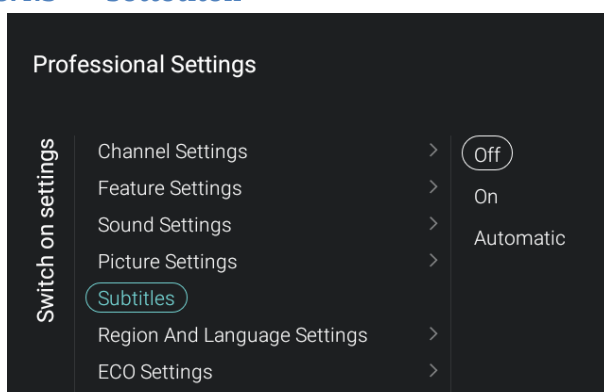 Professional Settings
Switch on settings
Channel Settings
Feature Settings
Sound Settings
Picture Settings
Subtitles
Region And Language Settings
ECO Settings
Off
On
Automatic